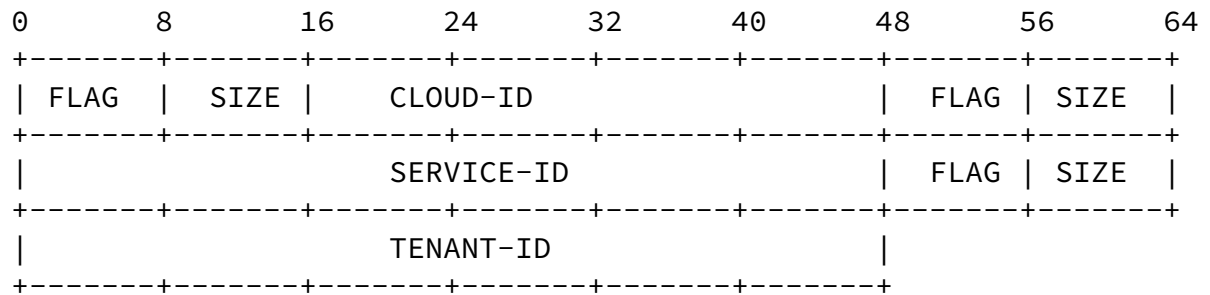 0        8        16       24       32       40       48       56       64
+-------+-------+-------+-------+-------+-------+-------+-------+
|  FLAG  |  SIZE |    CLOUD-ID                    |  FLAG |  SIZE  |
+-------+-------+-------+-------+-------+-------+-------+-------+
|                     SERVICE-ID                  |  FLAG |  SIZE  |
+-------+-------+-------+-------+-------+-------+-------+-------+
|                     TENANT-ID                   |
+-------+-------+-------+-------+-------+-------+